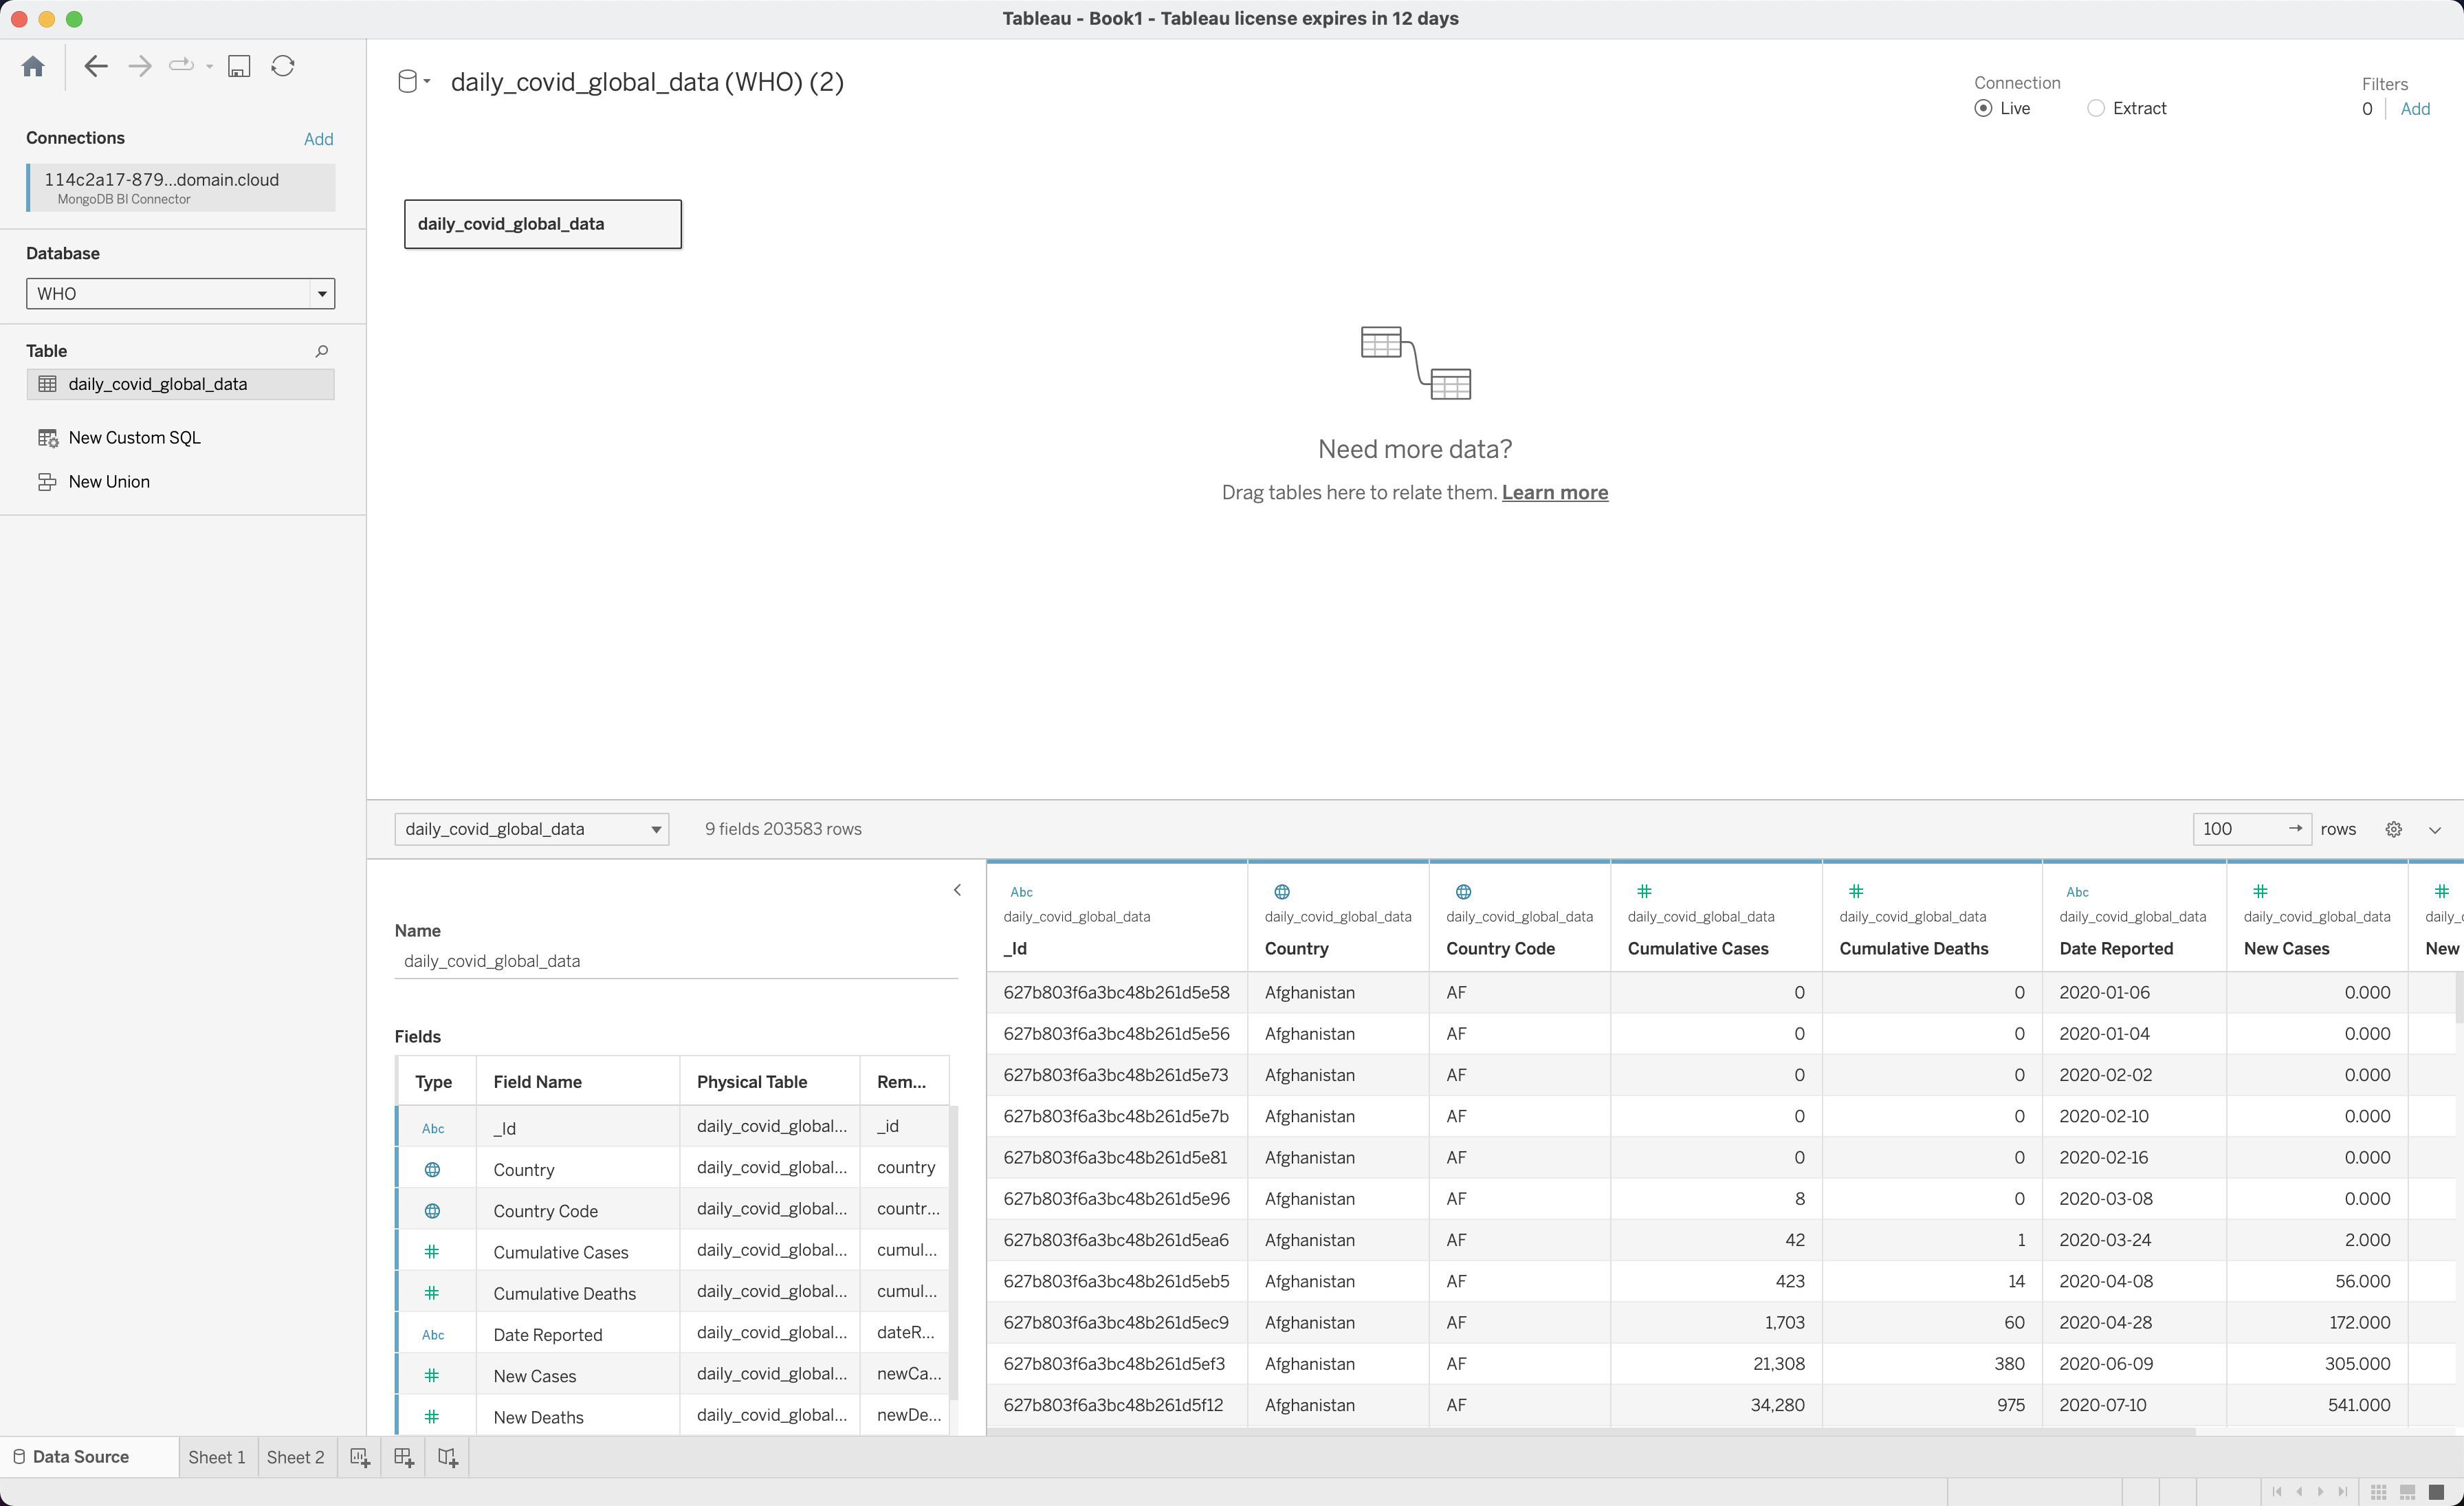 Tableau - Book1 - Tableau license expires in 12 days
Connections Add
114c2a17-879...domain.cloud
MongoDB BI Connector
Database
WHO
Table
daily_covid_global_data
New Custom SQL
New Union
daily_covid_global_data (WHO) (2)
Connection
Live Extract
Filters
0 Add
daily_covid_global_data
Need more data?
Drag tables here to relate them. Learn more
daily_covid_global_data 9 fields 203583 rows 100 → rows
Name
daily_covid_global_data
Fields
Type Field Name Physical Table Rem...
Abc _Id daily_covid_global... _id
Country daily_covid_global... country
Country Code daily_covid_global... countr...
# Cumulative Cases daily_covid_global... cumul...
# Cumulative Deaths daily_covid_global... cumul...
Abc Date Reported daily_covid_global... dateR...
# New Cases daily_covid_global... newCa...
# New Deaths daily_covid_global... newDe...
Abc # # Abc # #
daily_covid_global_data daily_covid_global_data daily_covid_global_data daily_covid_global_data daily_covid_global_data daily_covid_global_data daily_covid_global_data daily_
_Id Country Country Code Cumulative Cases Cumulative Deaths Date Reported New Cases New
627b803f6a3bc48b261d5e58 Afghanistan AF 0 0 2020-01-06 0.000
627b803f6a3bc48b261d5e56 Afghanistan AF 0 0 2020-01-04 0.000
627b803f6a3bc48b261d5e73 Afghanistan AF 0 0 2020-02-02 0.000
627b803f6a3bc48b261d5e7b Afghanistan AF 0 0 2020-02-10 0.000
627b803f6a3bc48b261d5e81 Afghanistan AF 0 0 2020-02-16 0.000
627b803f6a3bc48b261d5e96 Afghanistan AF 8 0 2020-03-08 0.000
627b803f6a3bc48b261d5ea6 Afghanistan AF 42 1 2020-03-24 2.000
627b803f6a3bc48b261d5eb5 Afghanistan AF 423 14 2020-04-08 56.000
627b803f6a3bc48b261d5ec9 Afghanistan AF 1,703 60 2020-04-28 172.000
627b803f6a3bc48b261d5ef3 Afghanistan AF 21,308 380 2020-06-09 305.000
627b803f6a3bc48b261d5f12 Afghanistan AF 34,280 975 2020-07-10 541.000
Data Source Sheet 1 Sheet 2